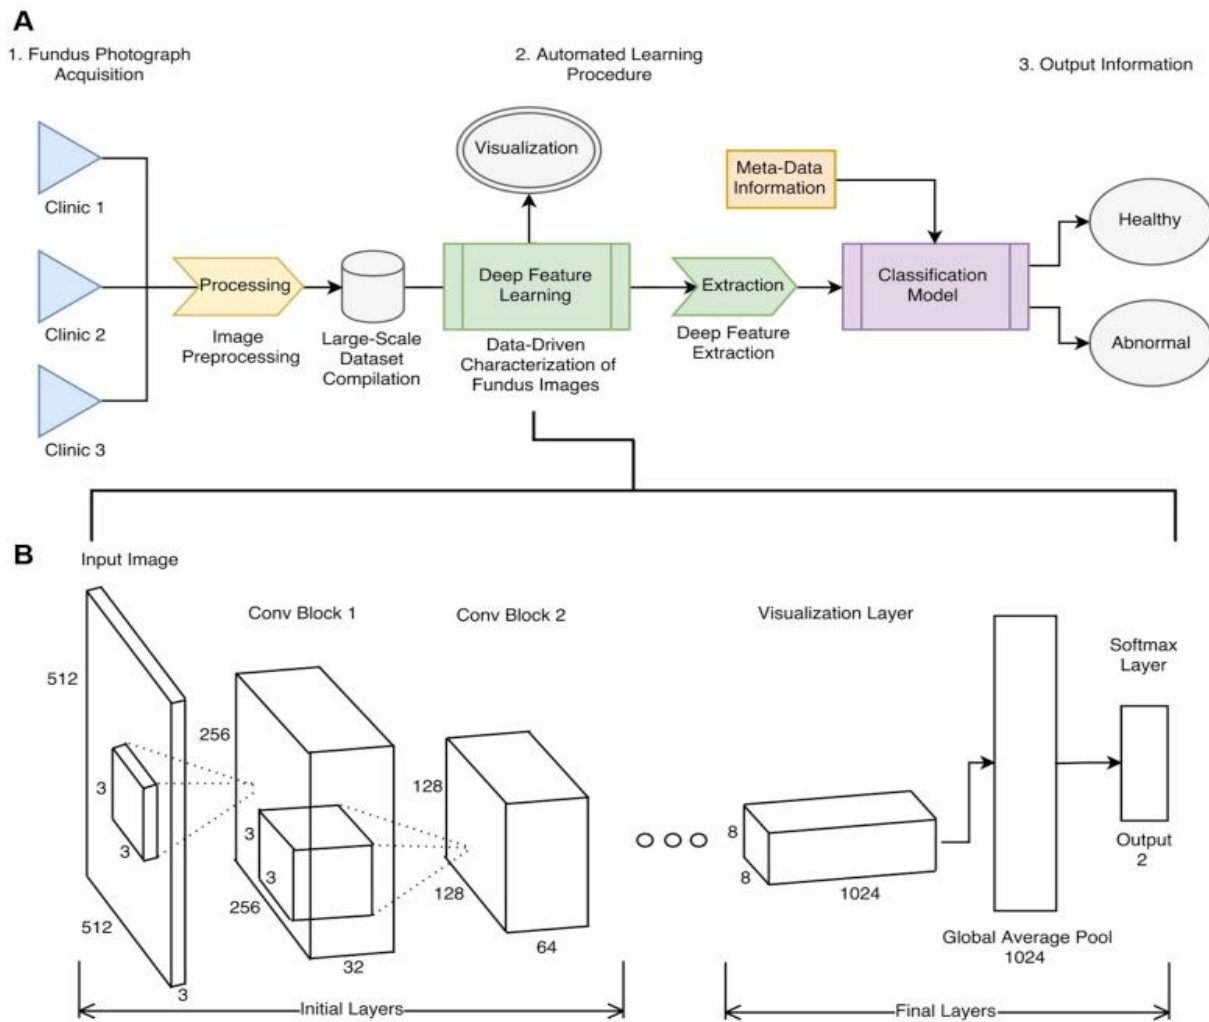 A
1. Fundus Photograph
Acquisition
2. Automated Learning
Procedure
3. Output Information
Clinic 1
Clinic 2
Clinic 3
Processing
Image
Preprocessing
Large-Scale
Dataset
Compilation
Visualization
Deep Feature
Learning
Data-Driven
Characterization of
Fundus Images
Extraction
Deep Feature
Extraction
Meta-Data
Information
Classification
Model
Healthy
Abnormal
B
Input Image
512
512
3
3
3
Conv Block 1
256
256
32
3
3
Conv Block 2
128
128
64
Visualization Layer
8
8
1024
Global Average Pool
1024
Softmax
Layer
Output
2
Initial Layers
Final Layers